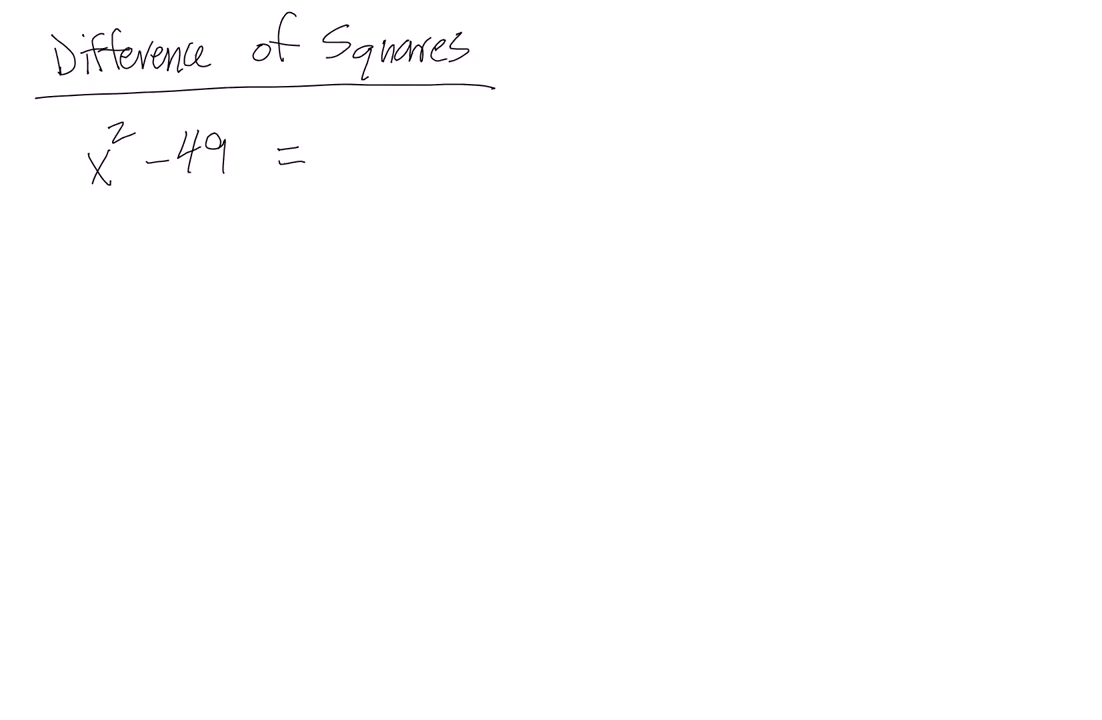 Difference of Squares
x² - 49 =